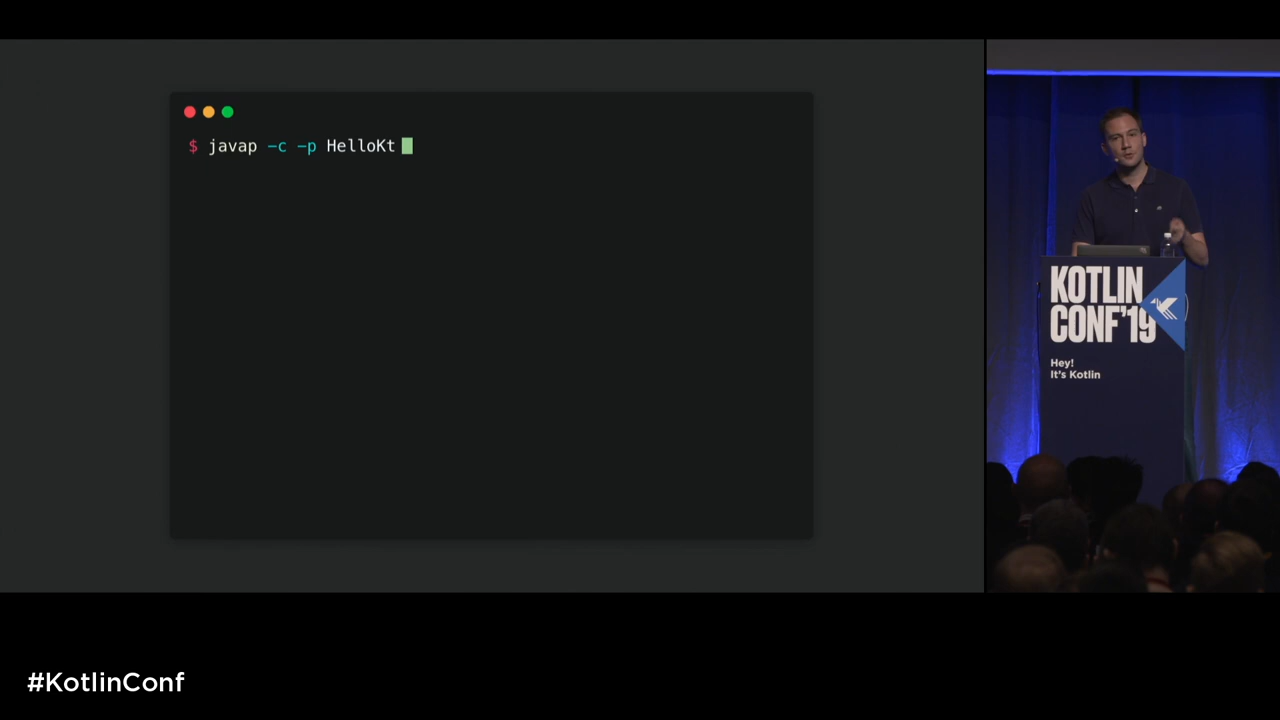 $ javap -c -p HelloKt
KOTLIN
CONF'19
Hey!
It's Kotlin
#KotlinConf